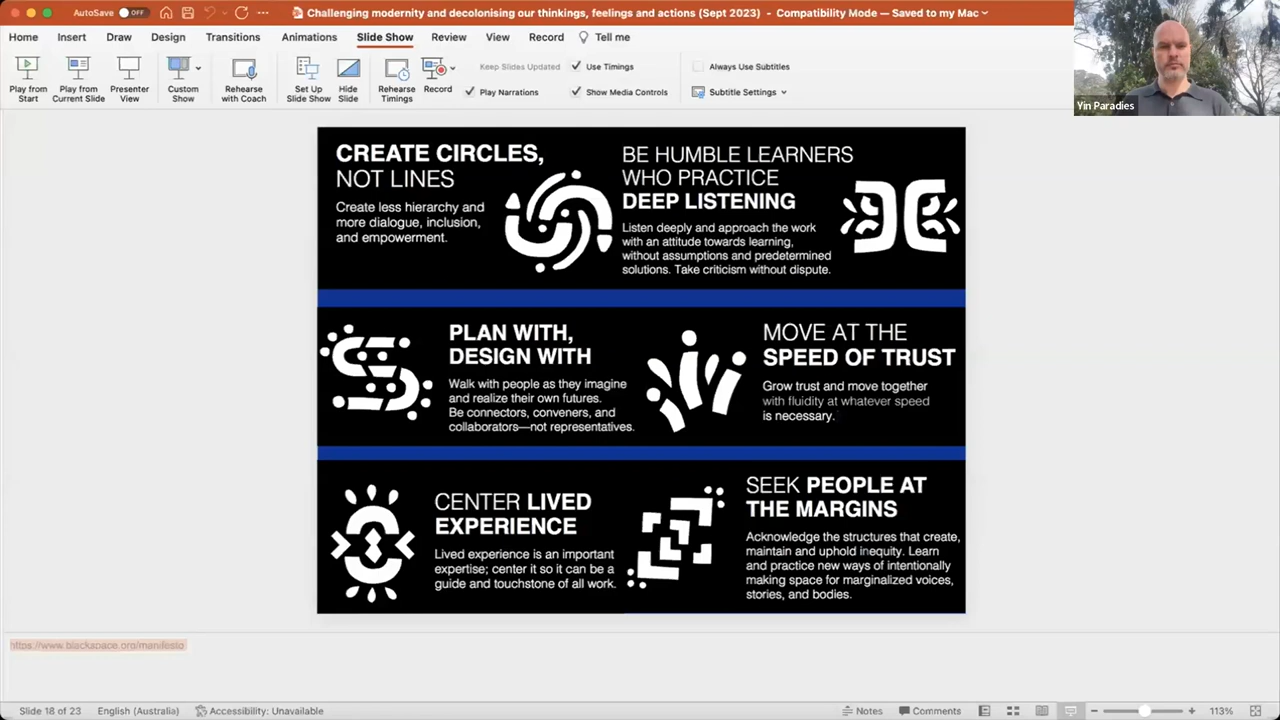 AutoSave OFF
Challenging modernity and decolonising our thinkings, feelings and actions (Sept 2023) - Compatibility Mode — Saved to my Mac
Home Insert Draw Design Transitions Animations Slide Show Review View Record Tell me
Play from Start
Play from Current Slide
Presenter View
Custom Show
Rehearse with Coach
Set Up Slide Show
Hide Slide
Rehearse Timings
Record
Keep Slides Updated
Play Narrations
Use Timings
Show Media Controls
Always Use Subtitles
Subtitle Settings
Yin Paradies
CREATE CIRCLES,
NOT LINES
Create less hierarchy and
more dialogue, inclusion,
and empowerment.
BE HUMBLE LEARNERS
WHO PRACTICE
DEEP LISTENING
Listen deeply and approach the work
with an attitude towards learning,
without assumptions and predetermined
solutions. Take criticism without dispute.
PLAN WITH,
DESIGN WITH
Walk with people as they imagine
and realize their own futures.
Be connectors, conveners, and
collaborators—not representatives.
MOVE AT THE
SPEED OF TRUST
Grow trust and move together
with fluidity at whatever speed
is necessary.
CENTER LIVED
EXPERIENCE
Lived experience is an important
expertise; center it so it can be a
guide and touchstone of all work.
SEEK PEOPLE AT
THE MARGINS
Acknowledge the structures that create,
maintain and uphold inequity. Learn
and practice new ways of intentionally
making space for marginalized voices,
stories, and bodies.
https://www.blackspace.org/manifesto
Slide 18 of 23 English (Australia) Accessibility: Unavailable Notes Comments 113%